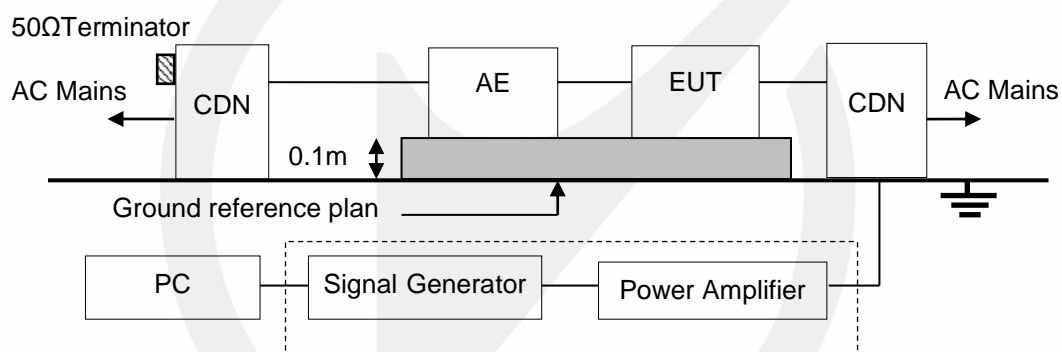 50ΩTerminator
AC Mains
CDN
AE
EUT
CDN
AC Mains
0.1m
Ground reference plan
PC
Signal Generator
Power Amplifier